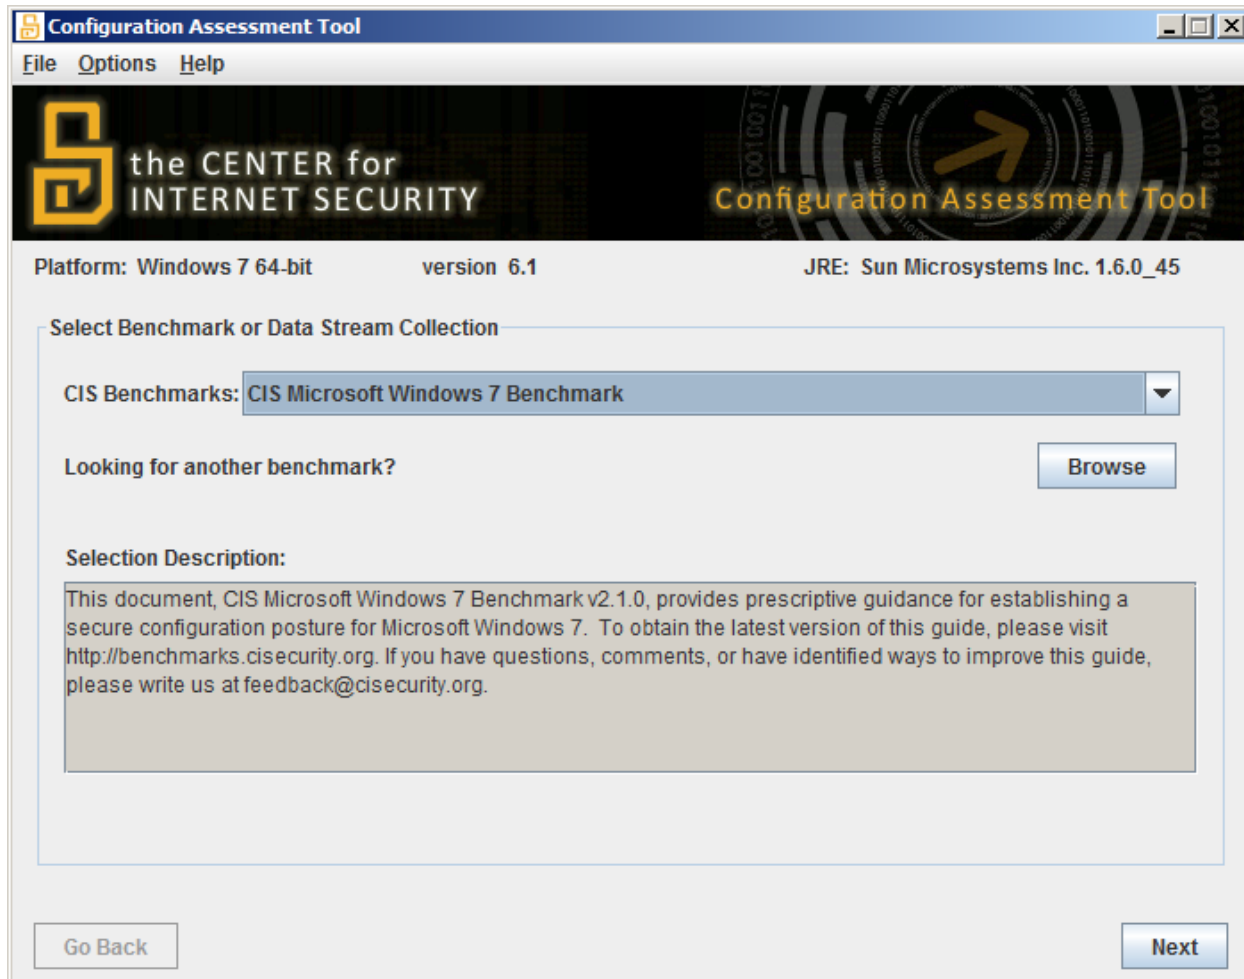 Configuration Assessment Tool
File Options Help
the CENTER for
INTERNET SECURITY
Configuration Assessment Tool
Platform: Windows 7 64-bit version 6.1 JRE: Sun Microsystems Inc. 1.6.0_45
Select Benchmark or Data Stream Collection
CIS Benchmarks: CIS Microsoft Windows 7 Benchmark
Looking for another benchmark? Browse
Selection Description:
This document, CIS Microsoft Windows 7 Benchmark v2.1.0, provides prescriptive guidance for establishing a
secure configuration posture for Microsoft Windows 7.  To obtain the latest version of this guide, please visit
http://benchmarks.cisecurity.org. If you have questions, comments, or have identified ways to improve this guide,
please write us at feedback@cisecurity.org.
Go Back Next